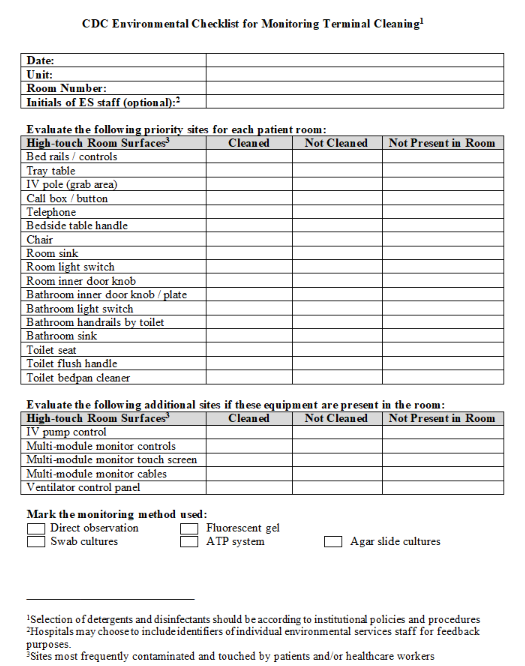 CDC Environmental Checklist for Monitoring Terminal Cleaning¹
Date:
Unit:
Room Number:
Initials of ES staff (optional):²
Evaluate the following priority sites for each patient room:
High-touch Room Surfaces³ Cleaned Not Cleaned Not Present in Room
Bed rails / controls
Tray table
IV pole (grab area)
Call box / button
Telephone
Bedside table handle
Chair
Room sink
Room light switch
Room inner door knob
Bathroom inner door knob / plate
Bathroom light switch
Bathroom handrails by toilet
Bathroom sink
Toilet seat
Toilet flush handle
Toilet bedpan cleaner
Evaluate the following additional sites if these equipment are present in the room:
High-touch Room Surfaces³ Cleaned Not Cleaned Not Present in Room
IV pump control
Multi-module monitor controls
Multi-module monitor touch screen
Multi-module monitor cables
Ventilator control panel
Mark the monitoring method used:
Direct observation Fluorescent gel
Swab cultures ATP system Agar slide cultures
¹Selection of detergents and disinfectants should be according to institutional policies and procedures
²Hospitals may choose to include identifiers of individual environmental services staff for feedback
purposes.
³Sites most frequently contaminated and touched by patients and/or healthcare workers